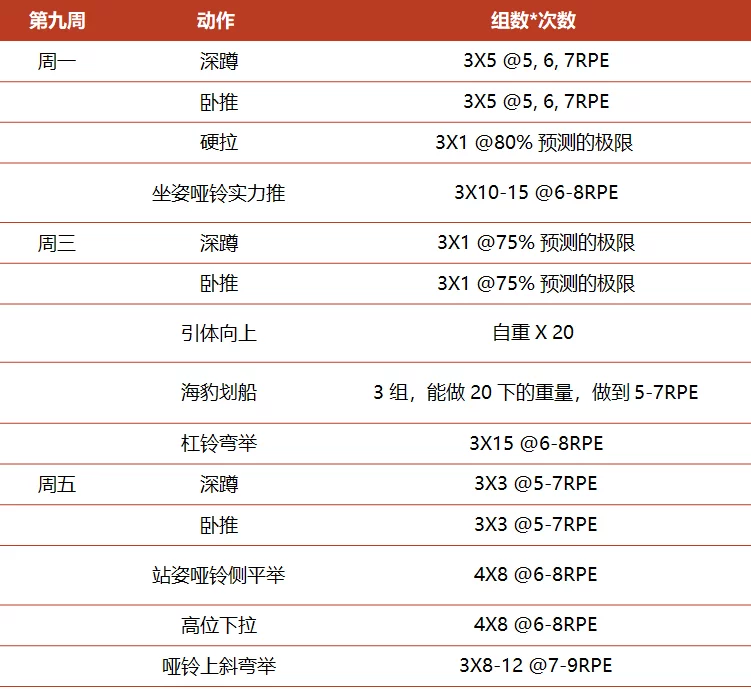 第九周 动作 组数*次数
周一 深蹲 3X5 @5, 6, 7RPE
卧推 3X5 @5, 6, 7RPE
硬拉 3X1 @80% 预测的极限
坐姿哑铃实力推 3X10-15 @6-8RPE
周三 深蹲 3X1 @75% 预测的极限
卧推 3X1 @75% 预测的极限
引体向上 自重 X 20
海豹划船 3 组，能做 20 下的重量，做到 5-7RPE
杠铃弯举 3X15 @6-8RPE
周五 深蹲 3X3 @5-7RPE
卧推 3X3 @5-7RPE
站姿哑铃侧平举 4X8 @6-8RPE
高位下拉 4X8 @6-8RPE
哑铃上斜弯举 3X8-12 @7-9RPE